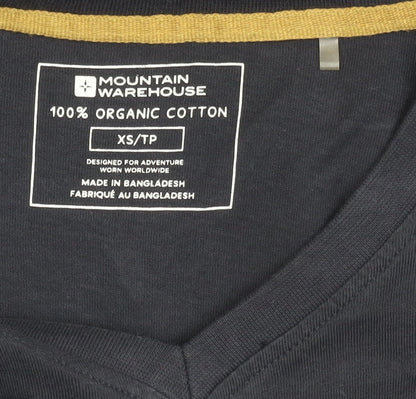 MOUNTAIN
WAREHOUSE
100% ORGANIC COTTON
XS/TP
DESIGNED FOR ADVENTURE
WORN WORLDWIDE
MADE IN BANGLADESH
FABRIQUÉ AU BANGLADESH